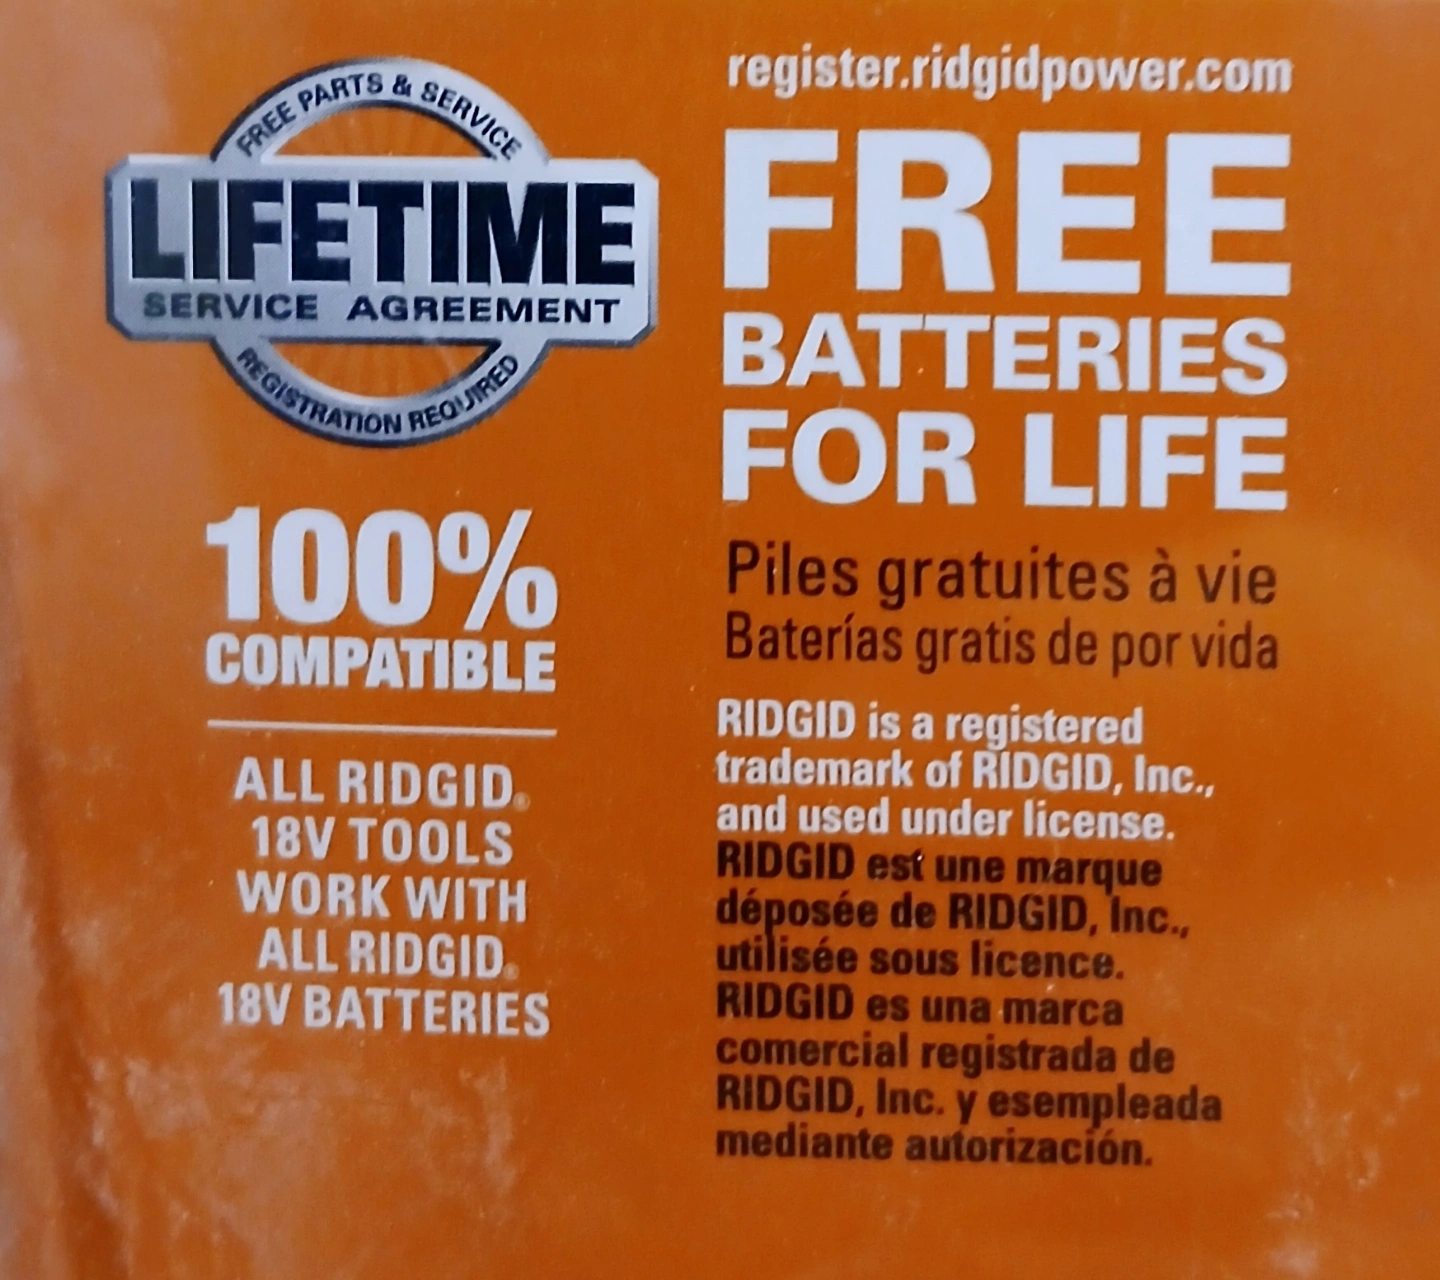 FREE PARTS & SERVICE
LIFETIME
SERVICE AGREEMENT
REGISTRATION REQUIRED
100%
COMPATIBLE
ALL RIDGID®
18V TOOLS
WORK WITH
ALL RIDGID®
18V BATTERIES
register.ridgidpower.com
FREE
BATTERIES
FOR LIFE
Piles gratuites à vie
Baterías gratis de por vida
RIDGID is a registered
trademark of RIDGID, Inc.,
and used under license.
RIDGID est une marque
déposée de RIDGID, Inc.,
utilisée sous licence.
RIDGID es una marca
comercial registrada de
RIDGID, Inc. y esempleada
mediante autorización.